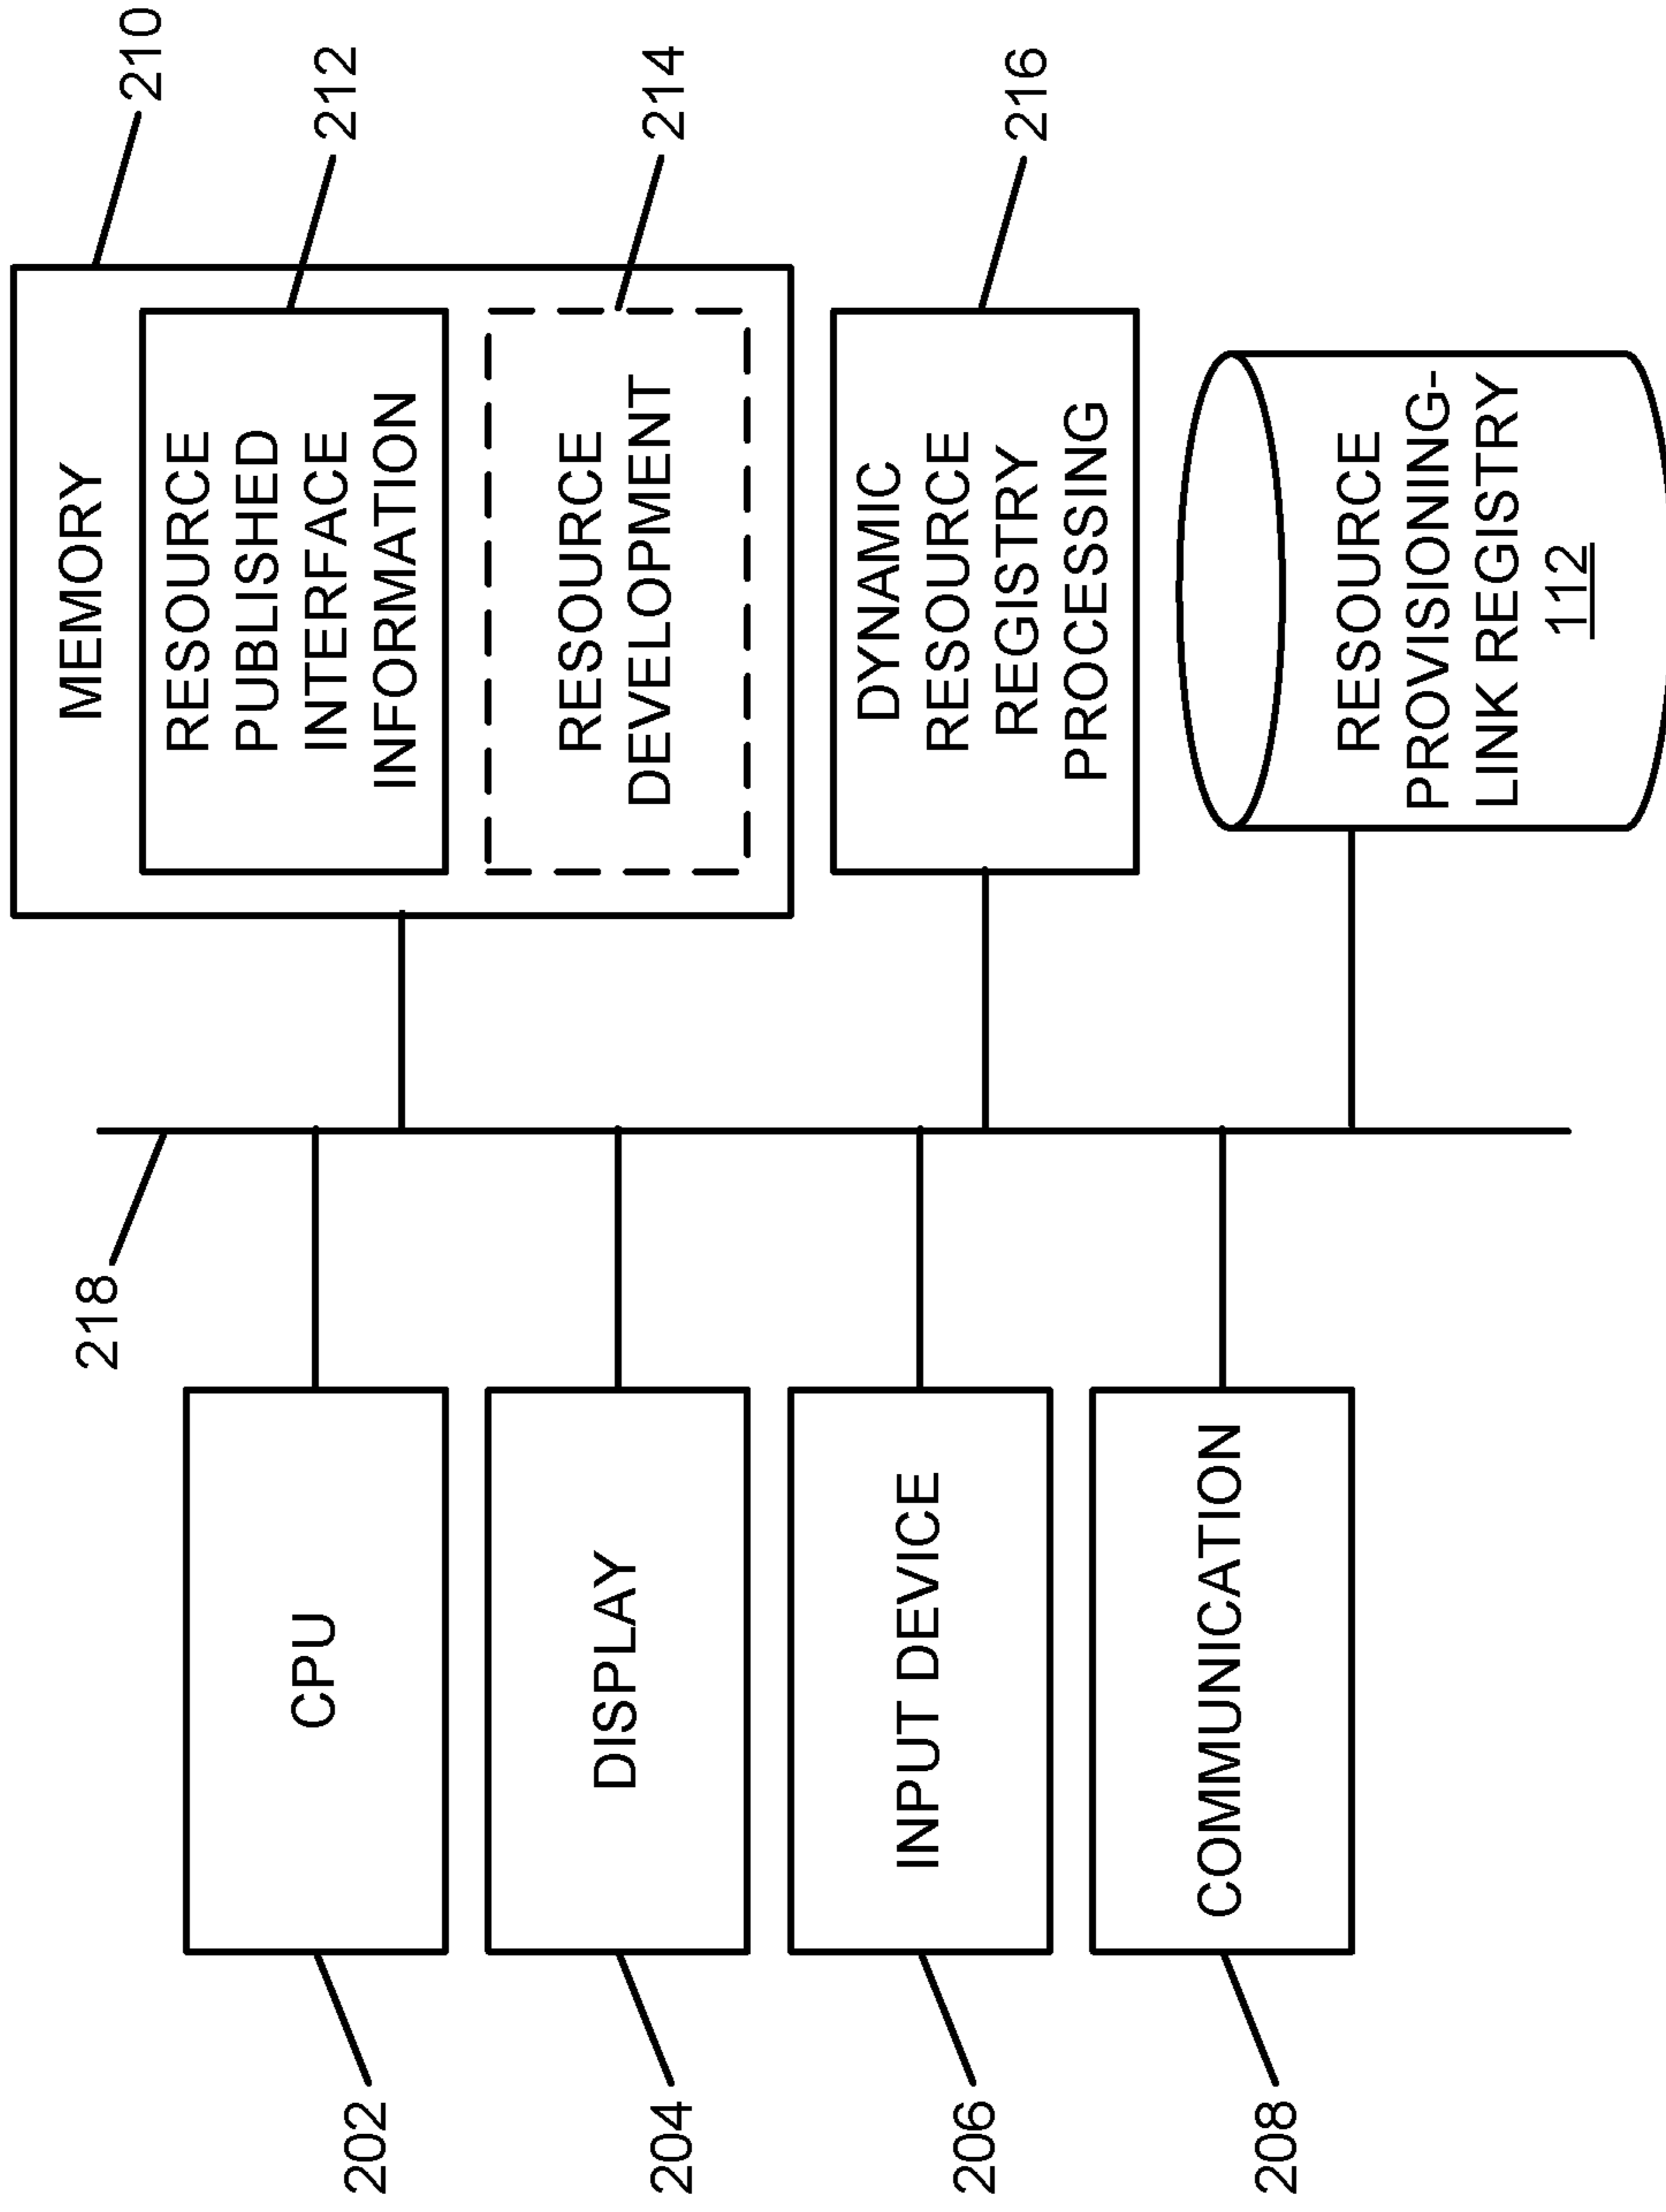 210
MEMORY
212
RESOURCE
PUBLISHED
INTERFACE
INFORMATION
214
RESOURCE
DEVELOPMENT
216
DYNAMIC
RESOURCE
REGISTRY
PROCESSING
RESOURCE
PROVISIONING-
LINK REGISTRY
112
218
CPU
202
DISPLAY
204
INPUT DEVICE
206
COMMUNICATION
208